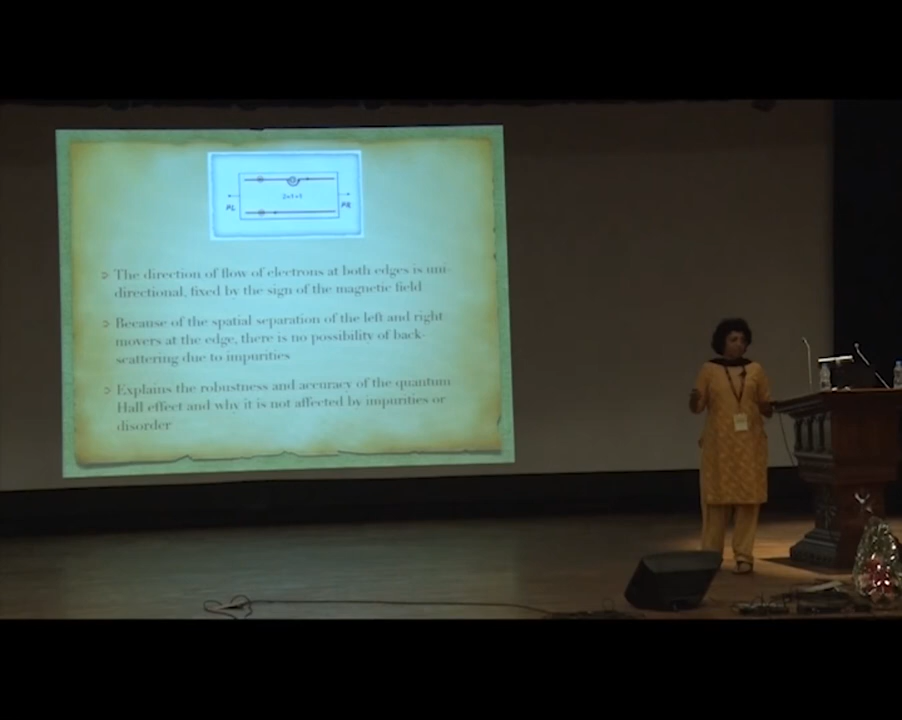 PL
PR
➲ The direction of flow of electrons at both edges is uni-
directional, fixed by the sign of the magnetic field
➲ Because of the spatial separation of the left and right
movers at the edge, there is no possibility of back-
scattering due to impurities
➲ Explains the robustness and accuracy of the quantum
Hall effect and why it is not affected by impurities or
disorder